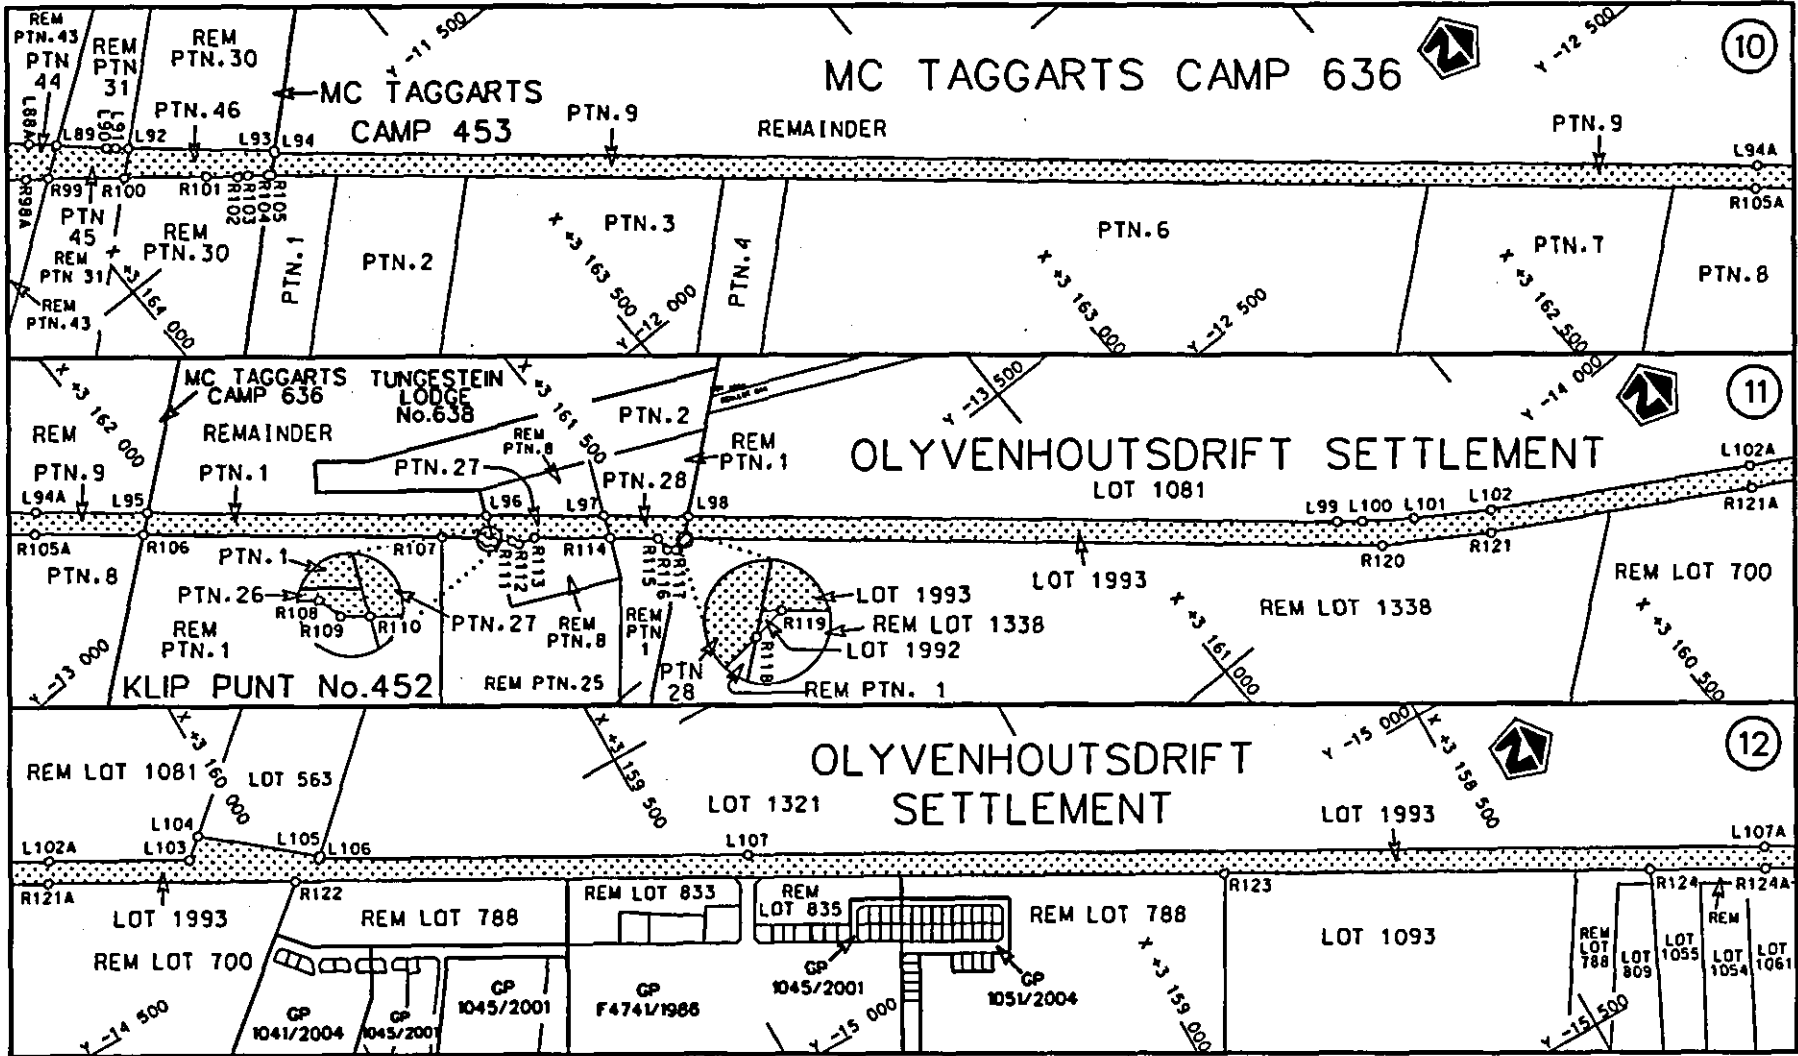 REM
PTN.43
PTN
44
REM
PTN
31
REM
PTN.30
Y -11 500
MC TAGGARTS CAMP 636
Y -12 500
10
MC TAGGARTS
CAMP 453
PTN.46
PTN.9
REMAINDER
PTN.9
L88A
L89
L90
L91
L92
L93
L94
L94A
R98A
R99
R100
R101
R102
R103
R104
R105
R105A
PTN
45
REM
PTN.30
REM
PTN 31
REM
PTN.43
X +3 164 000
PTN.1
PTN.2
X +3 163 500
Y -12 000
PTN.3
PTN.4
PTN.6
X +3 163 000
Y -12 500
PTN.7
X +3 162 500
PTN.8
X +3 162 000
MC TAGGARTS
CAMP 636
TUNGESTEIN
LODGE
No.638
X +3 161 500
PTN.2
Y -13 500
Y -14 000
11
REM
PTN.9
REMAINDER
PTN.1
PTN.27
REM
PTN.8
PTN.28
REM
PTN.1
OLYVENHOUTSDRIFT SETTLEMENT
LOT 1081
L94A
L95
L96
L97
L98
L99
L100
L101
L102
L102A
R105A
R106
R107
R111
R112
R113
R114
R115
R116
R117
R120
R121
R121A
PTN.8
PTN.1
PTN.26
R108
R109
R110
PTN.27
REM
PTN.1
REM
PTN.8
REM
PTN
1
PTN
28
LOT 1993
R119
REM LOT 1338
LOT 1992
R118
REM PTN. 1
LOT 1993
REM LOT 1338
REM LOT 700
Y -13 000
KLIP PUNT No.452
REM PTN.25
X +3 161 000
X +3 160 500
X +3 160 000
REM LOT 1081
LOT 563
X +3 159 500
OLYVENHOUTSDRIFT
SETTLEMENT
LOT 1321
Y -15 000
X +3 158 500
LOT 1993
12
L102A
L103
L104
L105
L106
L107
L107A
R121A
R122
R123
R124
R124A
LOT 1993
REM LOT 700
REM LOT 788
REM LOT 833
REM
LOT 835
REM LOT 788
LOT 1093
REM
LOT
788
LOT
809
LOT
1055
REM
LOT
1054
LOT
1061
Y -14 500
GP
1041/2004
GP
1045/2001
GP
1045/2001
GP
F4741/1986
GP
1045/2001
GP
1051/2004
Y -15 000
X +3 159 000
Y -15 500